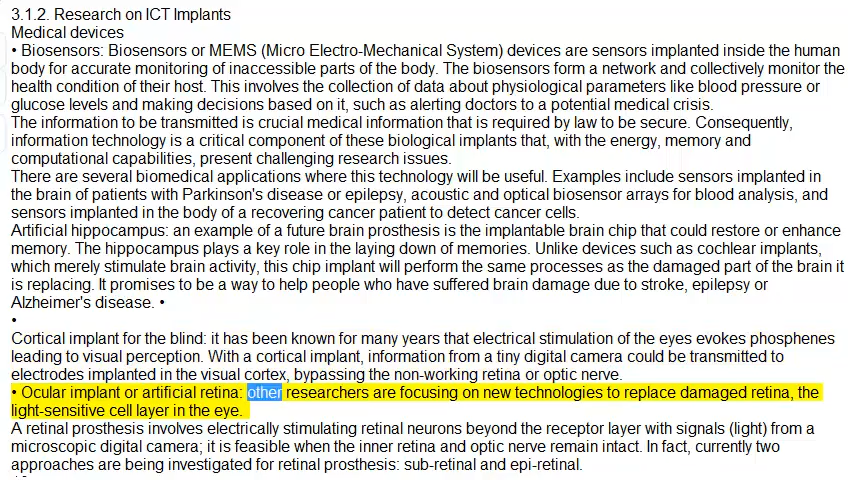 3.1.2. Research on ICT Implants
Medical devices
• Biosensors: Biosensors or MEMS (Micro Electro-Mechanical System) devices are sensors implanted inside the human
body for accurate monitoring of inaccessible parts of the body. The biosensors form a network and collectively monitor the
health condition of their host. This involves the collection of data about physiological parameters like blood pressure or
glucose levels and making decisions based on it, such as alerting doctors to a potential medical crisis.
The information to be transmitted is crucial medical information that is required by law to be secure. Consequently,
information technology is a critical component of these biological implants that, with the energy, memory and
computational capabilities, present challenging research issues.
There are several biomedical applications where this technology will be useful. Examples include sensors implanted in
the brain of patients with Parkinson's disease or epilepsy, acoustic and optical biosensor arrays for blood analysis, and
sensors implanted in the body of a recovering cancer patient to detect cancer cells.
Artificial hippocampus: an example of a future brain prosthesis is the implantable brain chip that could restore or enhance
memory. The hippocampus plays a key role in the laying down of memories. Unlike devices such as cochlear implants,
which merely stimulate brain activity, this chip implant will perform the same processes as the damaged part of the brain it
is replacing. It promises to be a way to help people who have suffered brain damage due to stroke, epilepsy or
Alzheimer's disease. •
•
Cortical implant for the blind: it has been known for many years that electrical stimulation of the eyes evokes phosphenes
leading to visual perception. With a cortical implant, information from a tiny digital camera could be transmitted to
electrodes implanted in the visual cortex, bypassing the non-working retina or optic nerve.
• Ocular implant or artificial retina: other researchers are focusing on new technologies to replace damaged retina, the
light-sensitive cell layer in the eye.
A retinal prosthesis involves electrically stimulating retinal neurons beyond the receptor layer with signals (light) from a
microscopic digital camera; it is feasible when the inner retina and optic nerve remain intact. In fact, currently two
approaches are being investigated for retinal prosthesis: sub-retinal and epi-retinal.